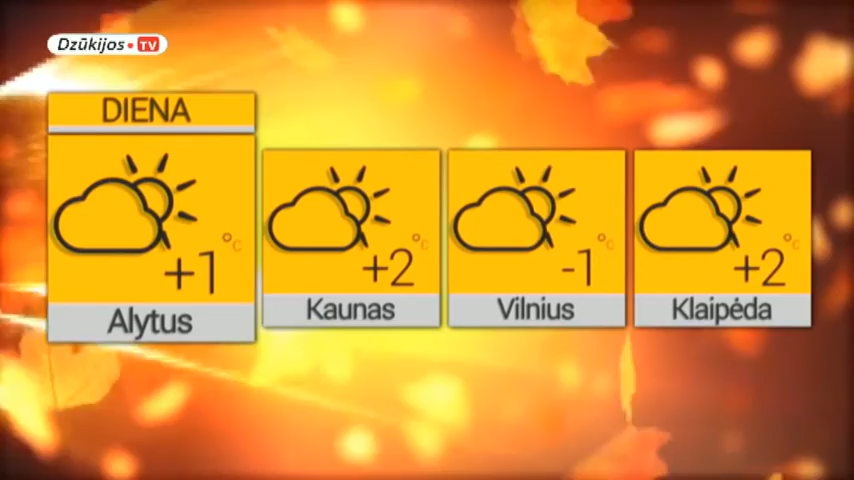 Dzūkijos TV
DIENA
+1 °C
Alytus
+2 °C
Kaunas
-1 °C
Vilnius
+2 °C
Klaipėda